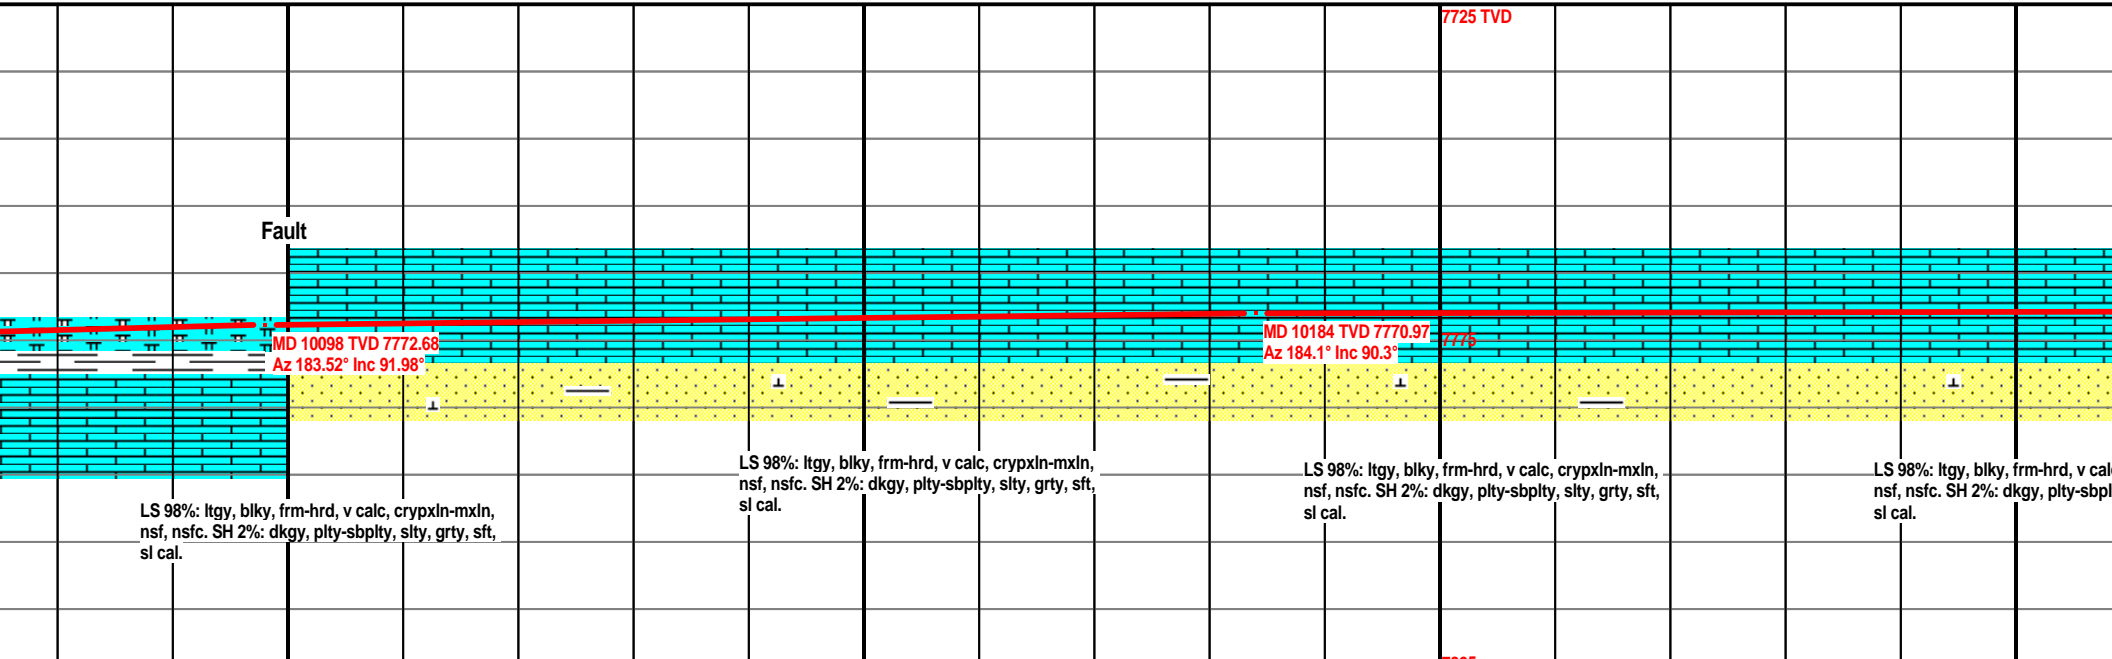 7725 TVD
Fault
MD 10098 TVD 7772.68
Az 183.52° Inc 91.98°
MD 10184 TVD 7770.97
Az 184.1° Inc 90.3°
7775
LS 98%: ltgy, blky, frm-hrd, v calc, crypxln-mxln,
nsf, nsfc. SH 2%: dkgy, plty-sbplty, slty, grty, sft,
sl cal.
LS 98%: ltgy, blky, frm-hrd, v calc, crypxln-mxln,
nsf, nsfc. SH 2%: dkgy, plty-sbplty, slty, grty, sft,
sl cal.
LS 98%: ltgy, blky, frm-hrd, v calc, crypxln-mxln,
nsf, nsfc. SH 2%: dkgy, plty-sbplty, slty, grty, sft,
sl cal.
LS 98%: ltgy, blky, frm-hrd, v cal
nsf, nsfc. SH 2%: dkgy, plty-sbpl
sl cal.